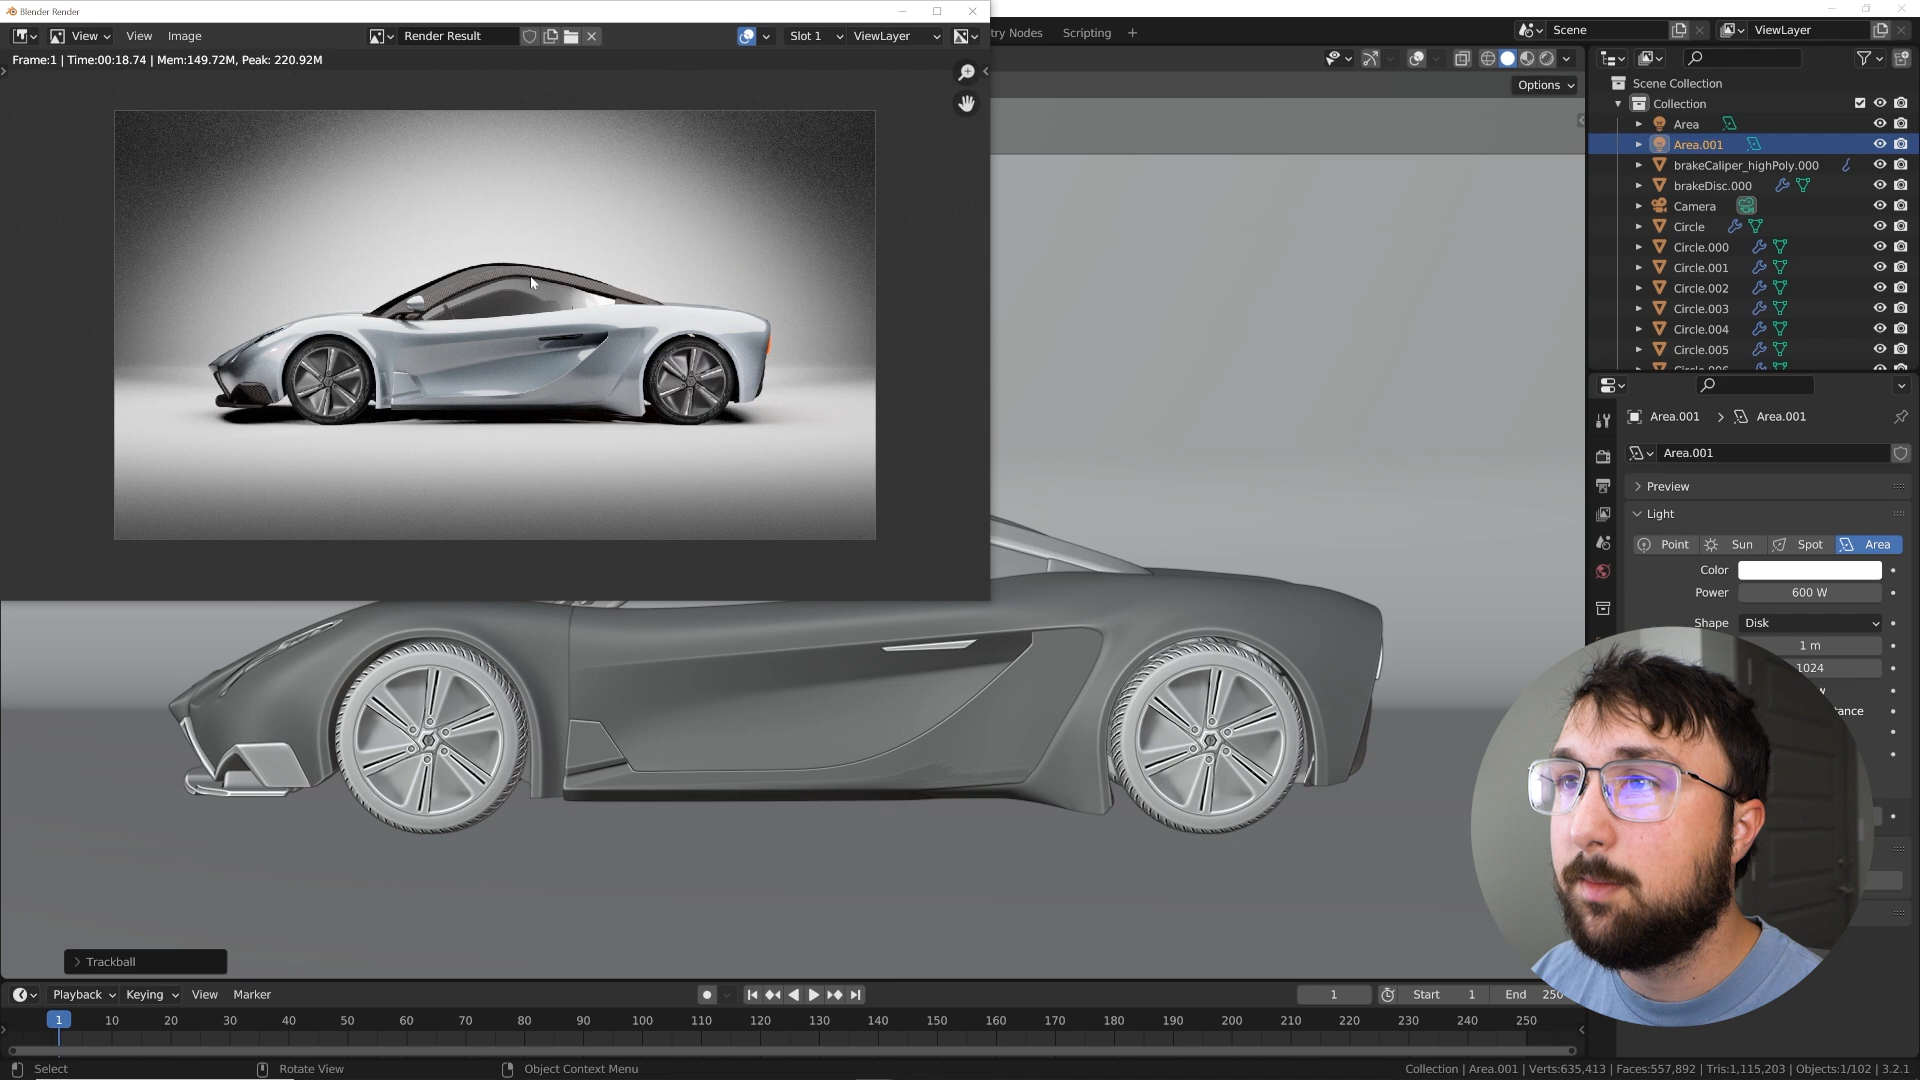 Blender Render
View
View
Image
Render Result
Slot 1
ViewLayer
Frame:1 | Time:00:18.74 | Mem:149.72M, Peak: 220.92M
try Nodes
Scripting
+
Scene
ViewLayer
Options
Scene Collection
Collection
Area
Area.001
brakeCaliper_highPoly.000
brakeDisc.000
Camera
Circle
Circle.000
Circle.001
Circle.002
Circle.003
Circle.004
Circle.005
Area.001 > Area.001
Area.001
Preview
Light
Point
Sun
Spot
Area
Color
Power 600 W
Shape Disk
1 m
1024
w
tance
Trackball
Playback
Keying
View
Marker
1
Start 1
End 250
1 10 20 30 40 50 60 70 80 90 100 110 120 130 140 150 160 170 180 190 200 210 220 230 240 250
Select
Rotate View
Object Context Menu
Collection | Area.001 | Verts:635,413 | Faces:557,892 | Tris:1,115,203 | Objects:1/102 | 3.2.1